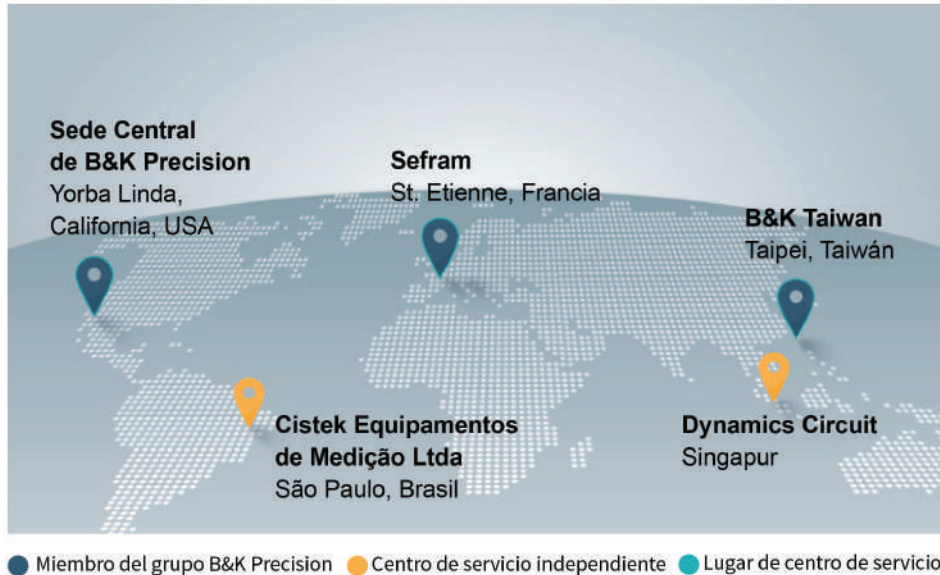 Sede Central
de B&K Precision
Yorba Linda,
California, USA
Sefram
St. Etienne, Francia
B&K Taiwan
Taipei, Taiwán
Cistek Equipamentos
de Medição Ltda
São Paulo, Brasil
Dynamics Circuit
Singapur
Miembro del grupo B&K Precision
Centro de servicio independiente
Lugar de centro de servicio